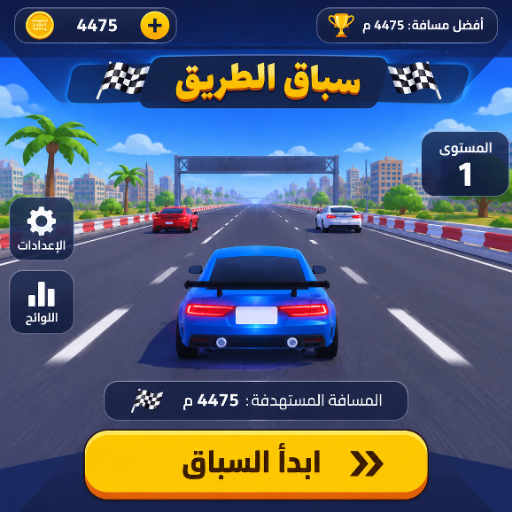 4475 +
أفضل مسافة: 4475 م
سباق الطريق
المستوى
1
الإعدادات
اللوائح
المسافة المستهدفة: 4475 م
ابدأ السباق